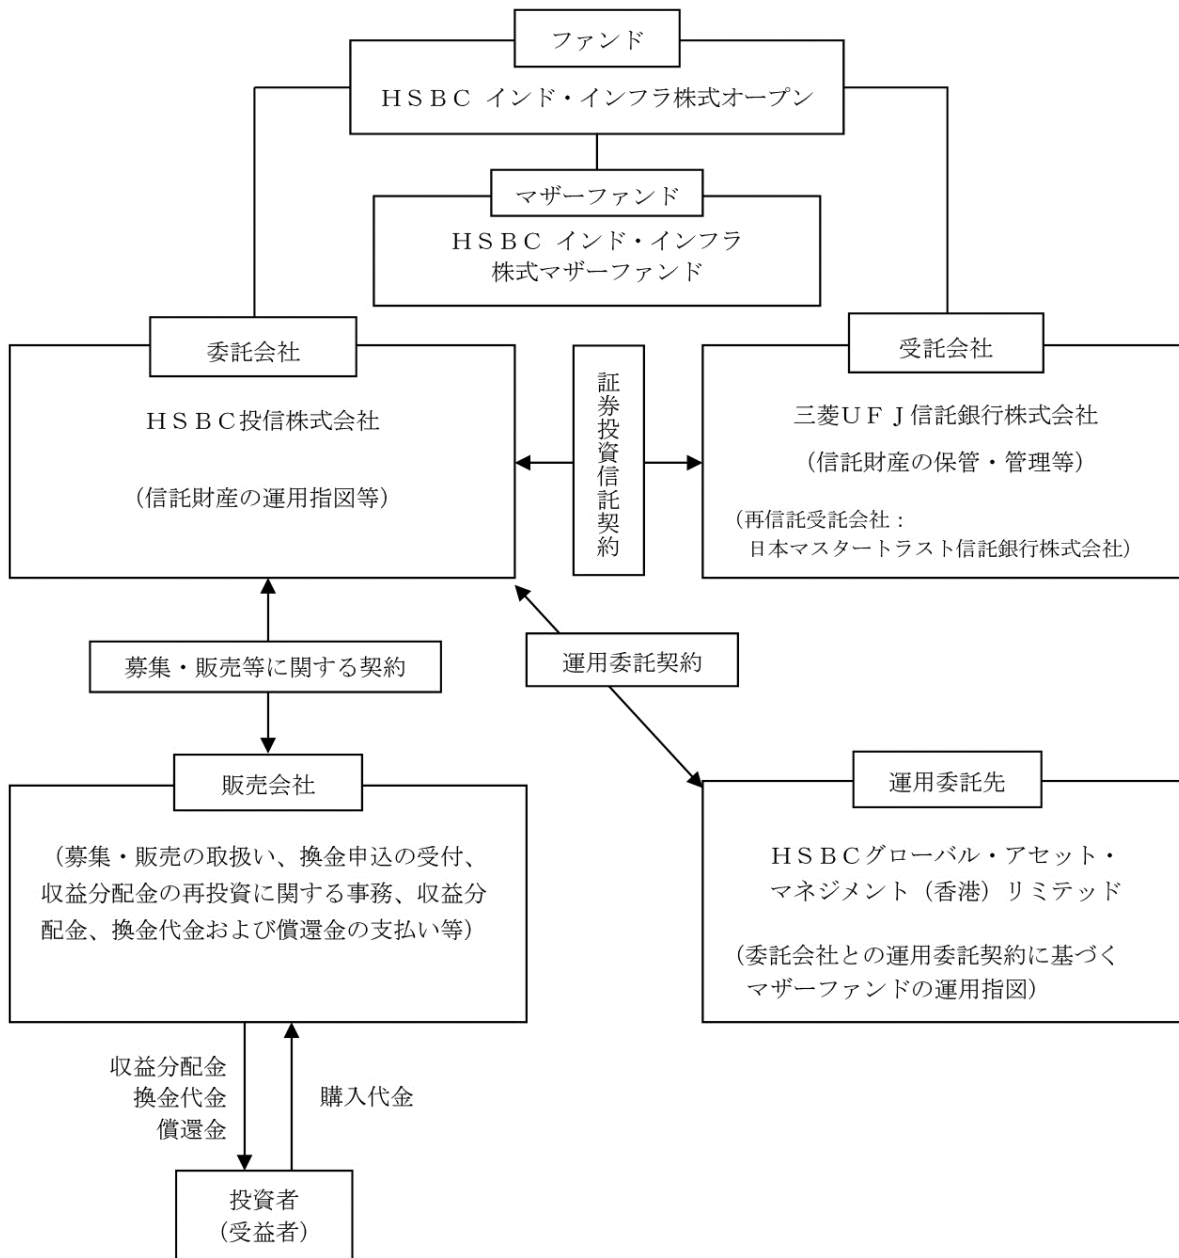 ファンド
ＨＳＢＣ インド・インフラ株式オープン
マザーファンド
ＨＳＢＣ インド・インフラ
株式マザーファンド
委託会社
ＨＳＢＣ投信株式会社
（信託財産の運用指図等）
証券投資信託契約
受託会社
三菱ＵＦＪ信託銀行株式会社
（信託財産の保管・管理等）
（再信託受託会社：
日本マスタートラスト信託銀行株式会社）
募集・販売等に関する契約
運用委託契約
販売会社
（募集・販売の取扱い、換金申込の受付、
収益分配金の再投資に関する事務、収益分
配金、換金代金および償還金の支払い等）
運用委託先
ＨＳＢＣグローバル・アセット・
マネジメント（香港）リミテッド
（委託会社との運用委託契約に基づく
マザーファンドの運用指図）
収益分配金
換金代金
償還金
購入代金
投資者
（受益者）